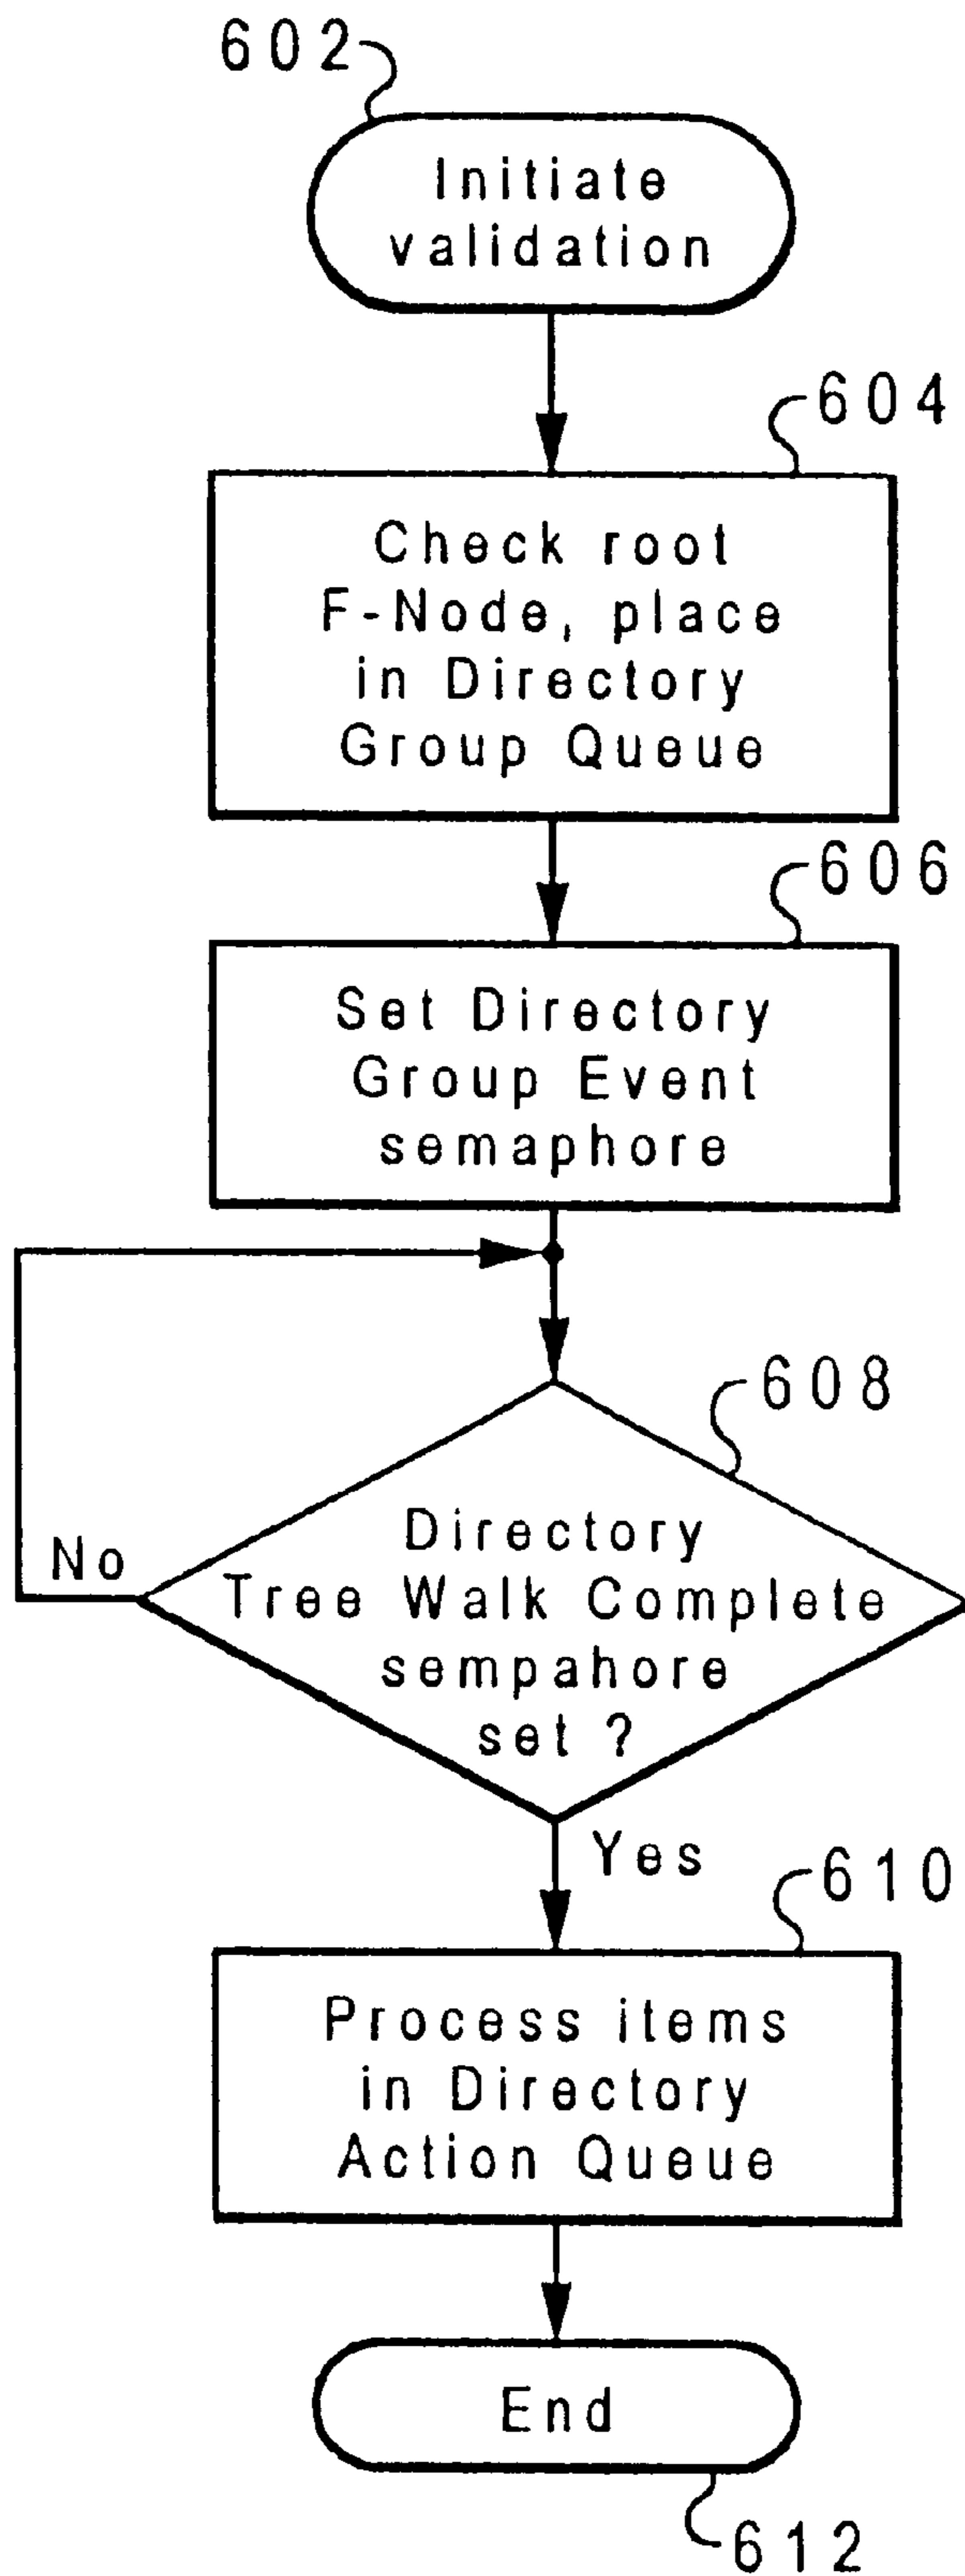 602
Initiate
validation
604
Check root
F-Node, place
in Directory
Group Queue
606
Set Directory
Group Event
semaphore
608
Directory
Tree Walk Complete
sempahore
set ?
No
Yes
610
Process items
in Directory
Action Queue
End
612